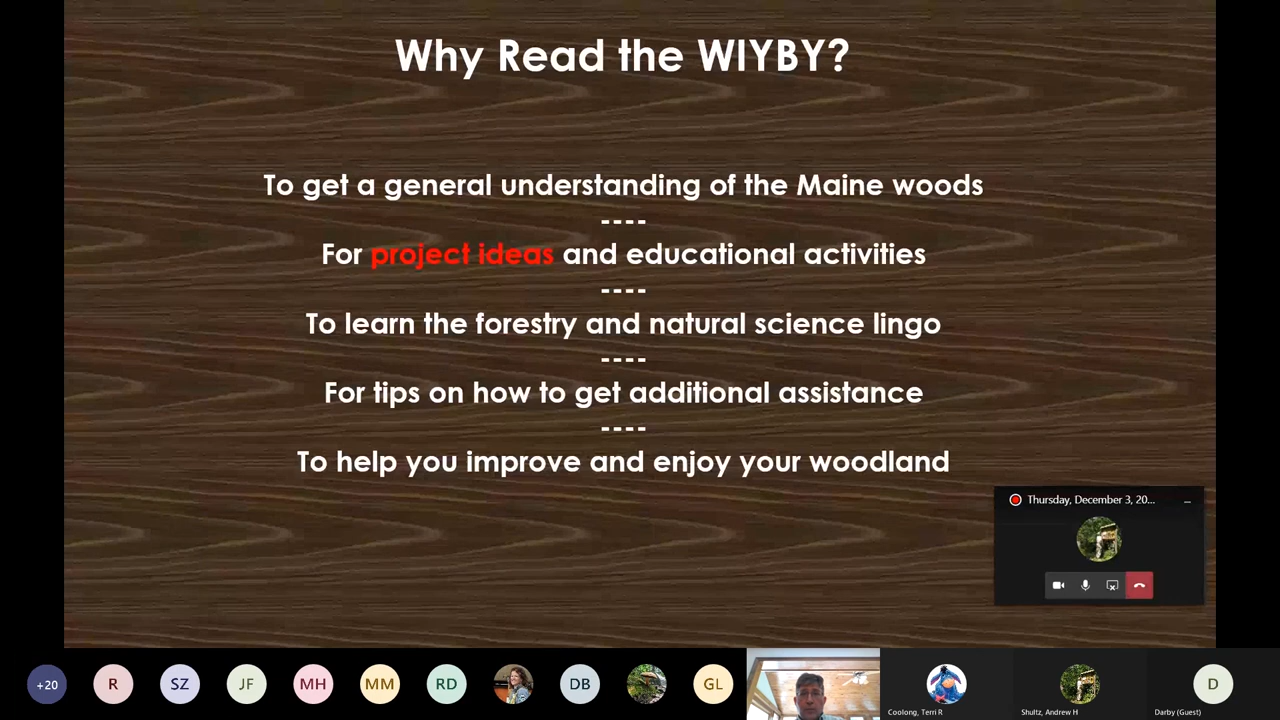 Why Read the WIYBY?
To get a general understanding of the Maine woods
----
For project ideas and educational activities
----
To learn the forestry and natural science lingo
----
For tips on how to get additional assistance
----
To help you improve and enjoy your woodland
Thursday, December 3, 20...
+20
R
SZ
JF
MH
MM
RD
DB
GL
D
Coolong, Terri R
Shultz, Andrew H
Darby (Guest)